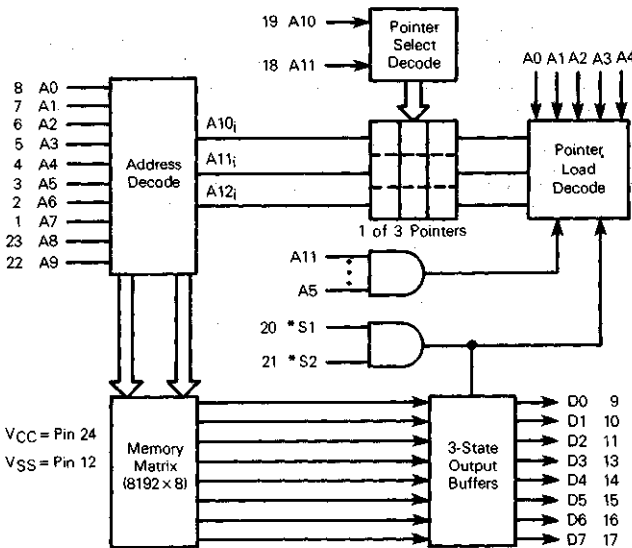 19 A10
18 A11
Pointer
Select
Decode
A0 A1 A2 A3 A4
8 A0
7 A1
6 A2
5 A3
4 A4
3 A5
2 A6
1 A7
23 A8
22 A9
Address
Decode
A10i
A11i
A12i
1 of 3 Pointers
Pointer
Load
Decode
A11
A5
20 *S1
21 *S2
VCC = Pin 24
VSS = Pin 12
Memory
Matrix
(8192 × 8)
3-State
Output
Buffers
D0 9
D1 10
D2 11
D3 13
D4 14
D5 15
D6 16
D7 17